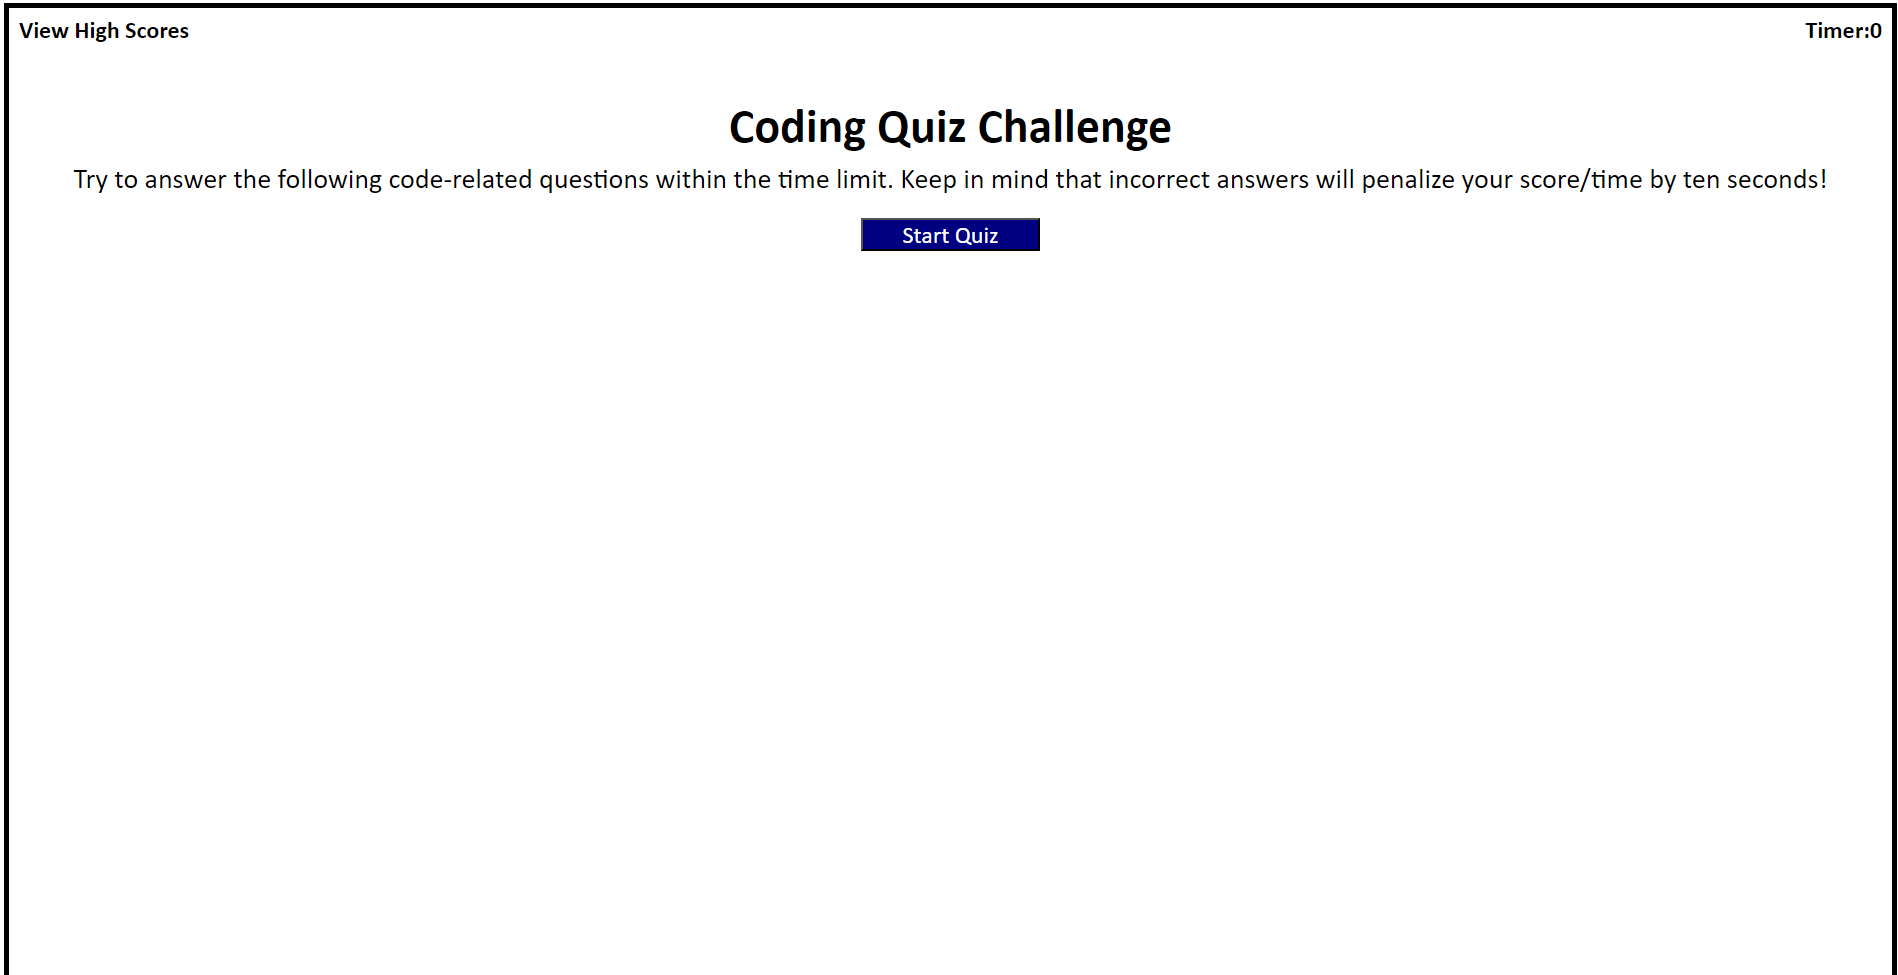 View High Scores
Timer:0
Coding Quiz Challenge
Try to answer the following code-related questions within the time limit. Keep in mind that incorrect answers will penalize your score/time by ten seconds!
Start Quiz